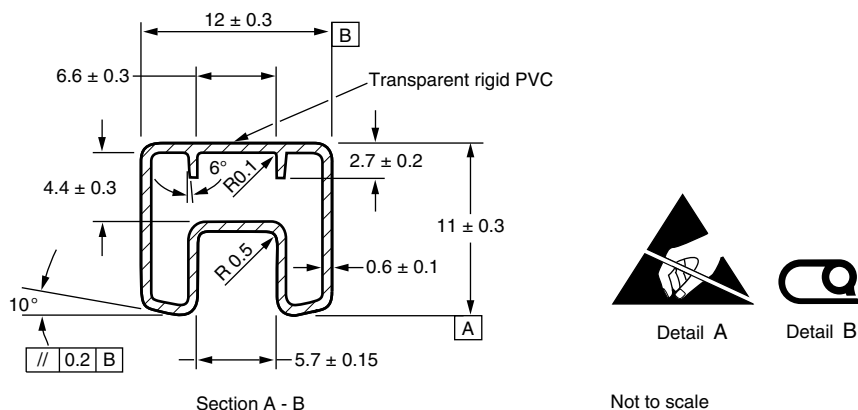 12 ± 0.3
B
6.6 ± 0.3
Transparent rigid PVC
6°
R0.1
2.7 ± 0.2
4.4 ± 0.3
11 ± 0.3
R 0.5
0.6 ± 0.1
10°
A
// 0.2 B
5.7 ± 0.15
Detail A
Detail B
Section A - B
Not to scale